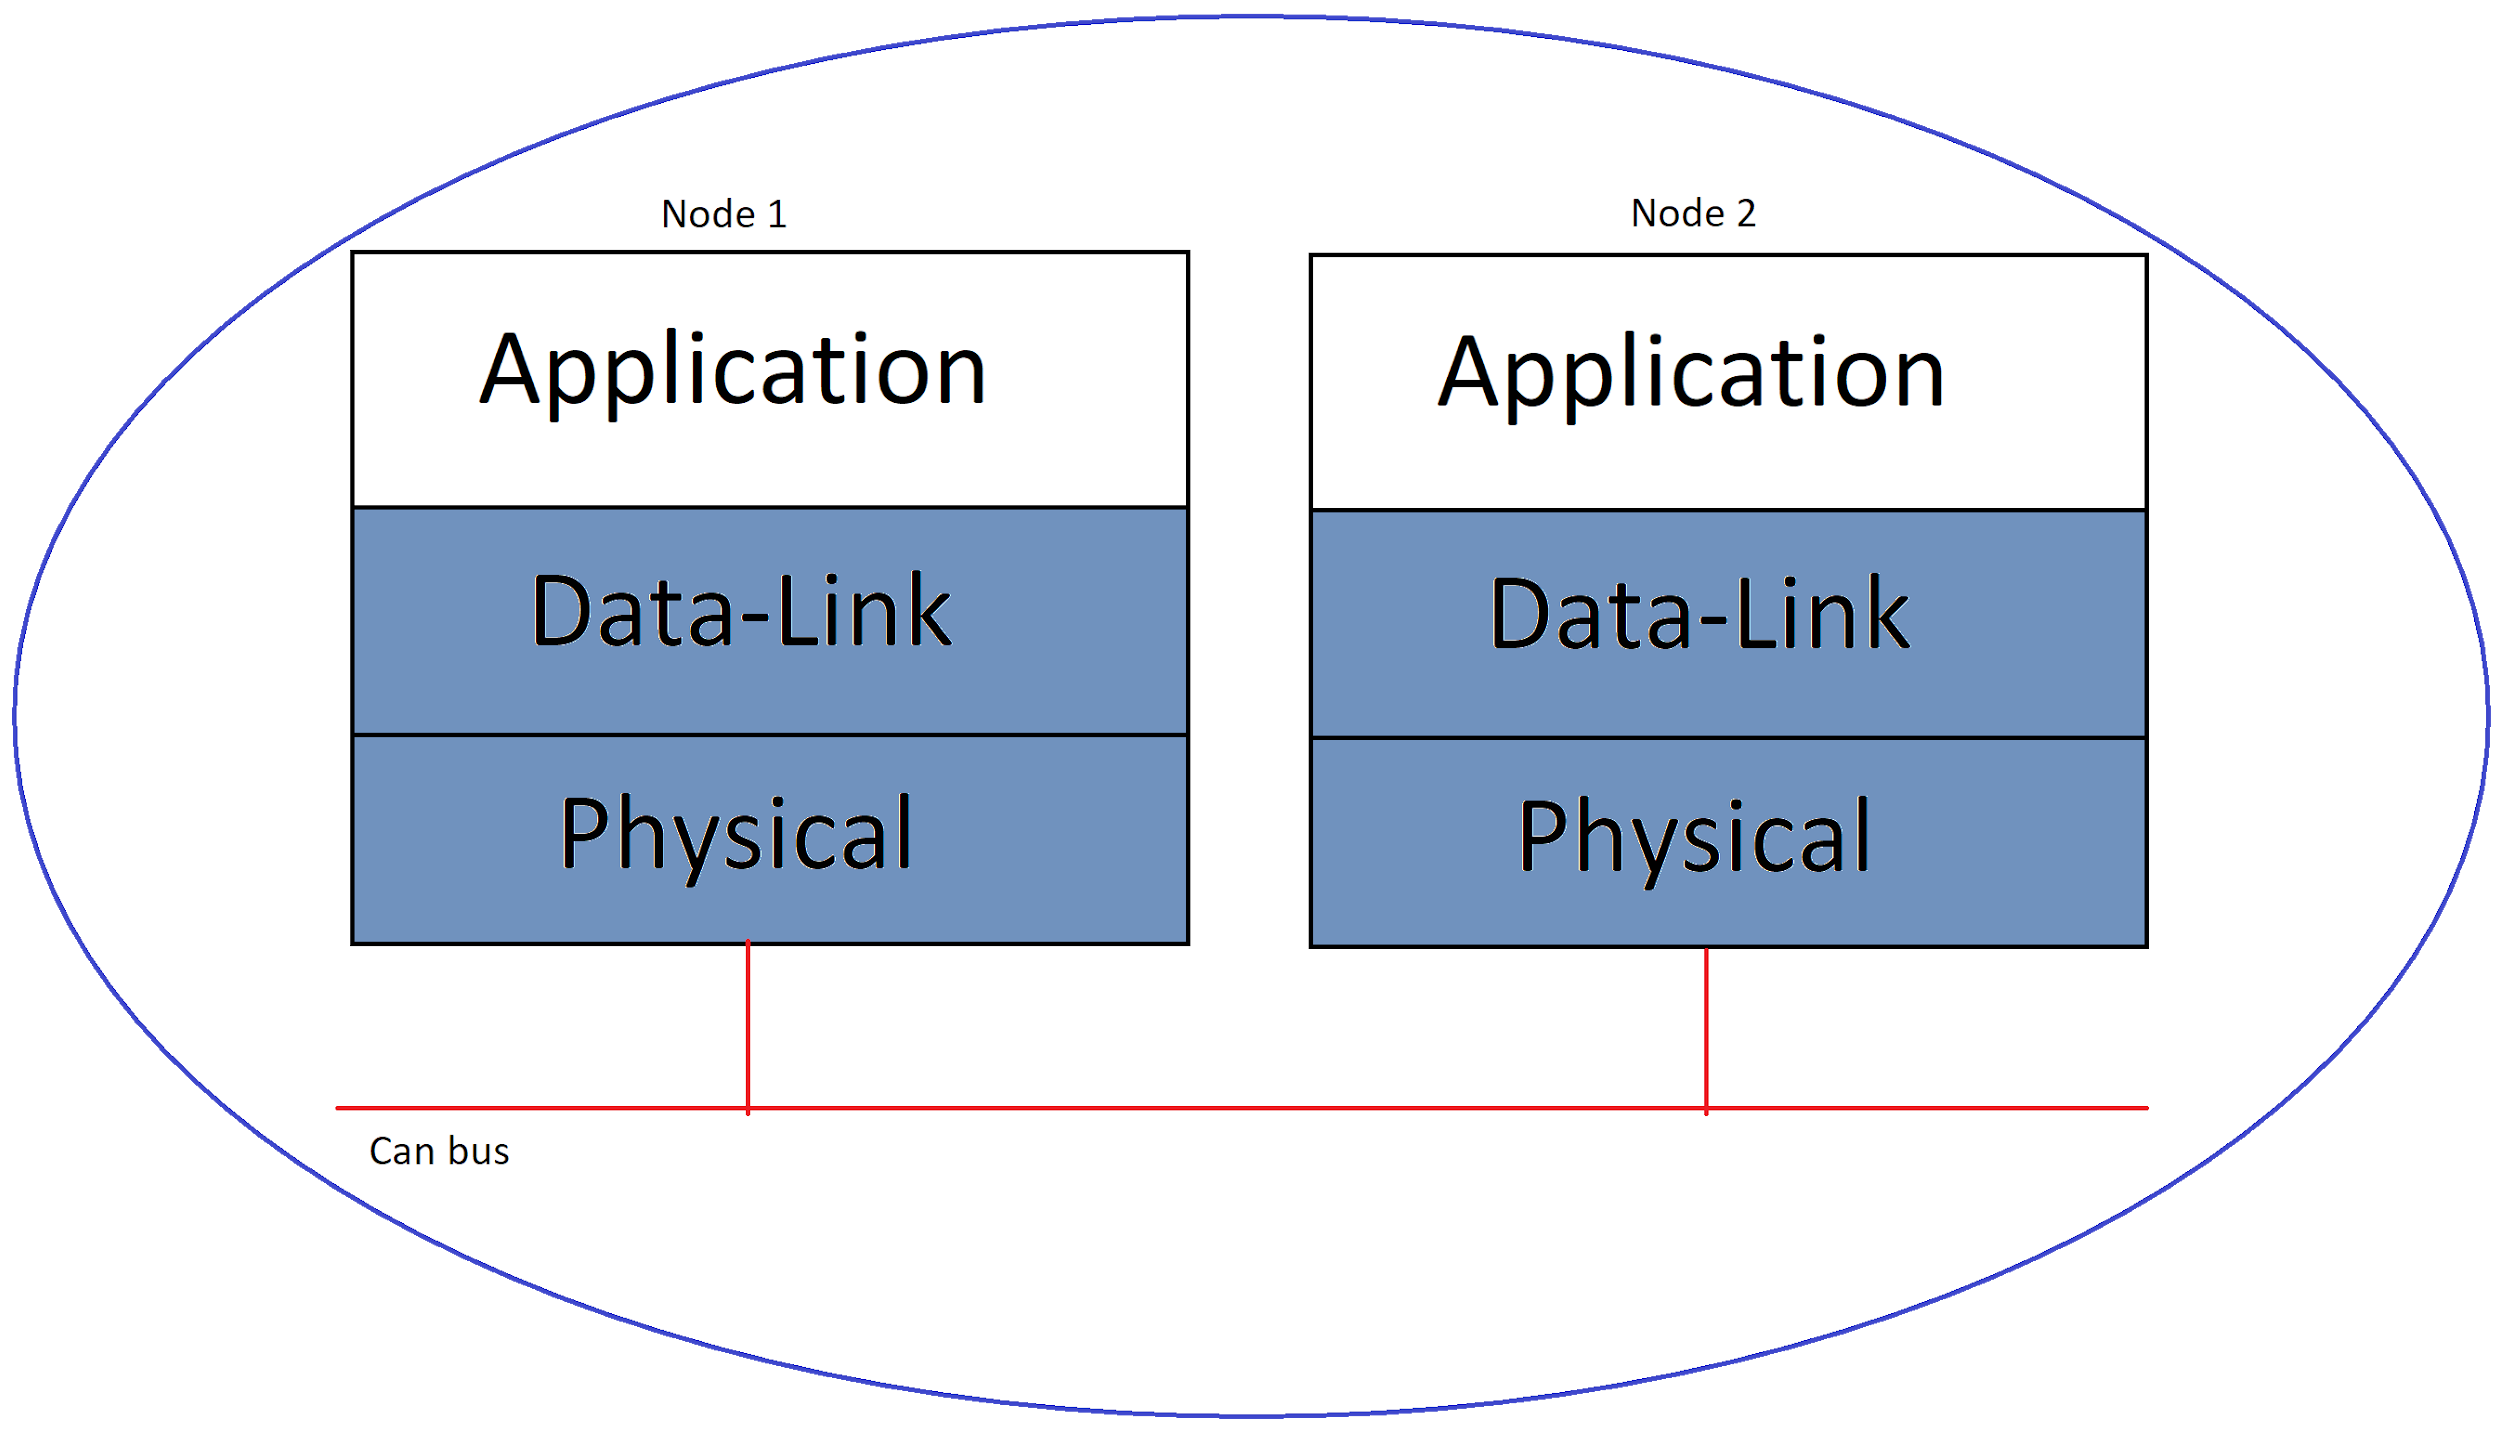 Node 1
Application
Data-Link
Physical
Node 2
Application
Data-Link
Physical
Can bus